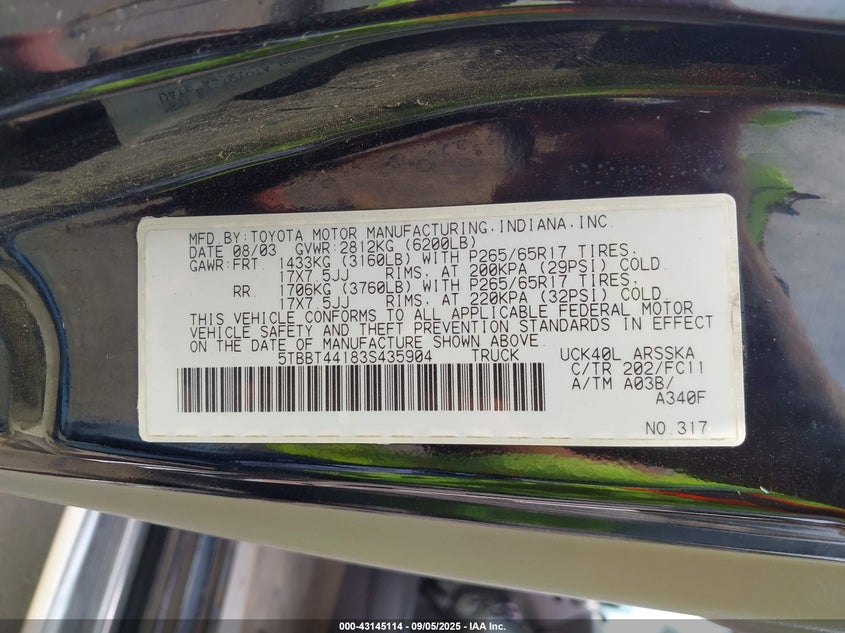 MFD.BY:TOYOTA MOTOR MANUFACTURING,INDIANA,INC.
DATE 08/03 GVWR:2812KG (6200LB)
GAWR:FRT 1433KG (3160LB) WITH P265/65R17 TIRES,
17X7.5JJ RIMS, AT 200KPA (29PSI) COLD.
RR 1706KG (3760LB) WITH P265/65R17 TIRES,
17X7.5JJ RIMS, AT 220KPA (32PSI) COLD.
THIS VEHICLE CONFORMS TO ALL APPLICABLE FEDERAL MOTOR
VEHICLE SAFETY AND THEFT PREVENTION STANDARDS IN EFFECT
ON THE DATE OF MANUFACTURE SHOWN ABOVE.
5TBBT44183S435904 TRUCK UCK40L ARSSKA
C/TR 202/FC11
A/TM A03B/
A340F
NO.317
000-43145114 - 09/05/2025 - IAA Inc.